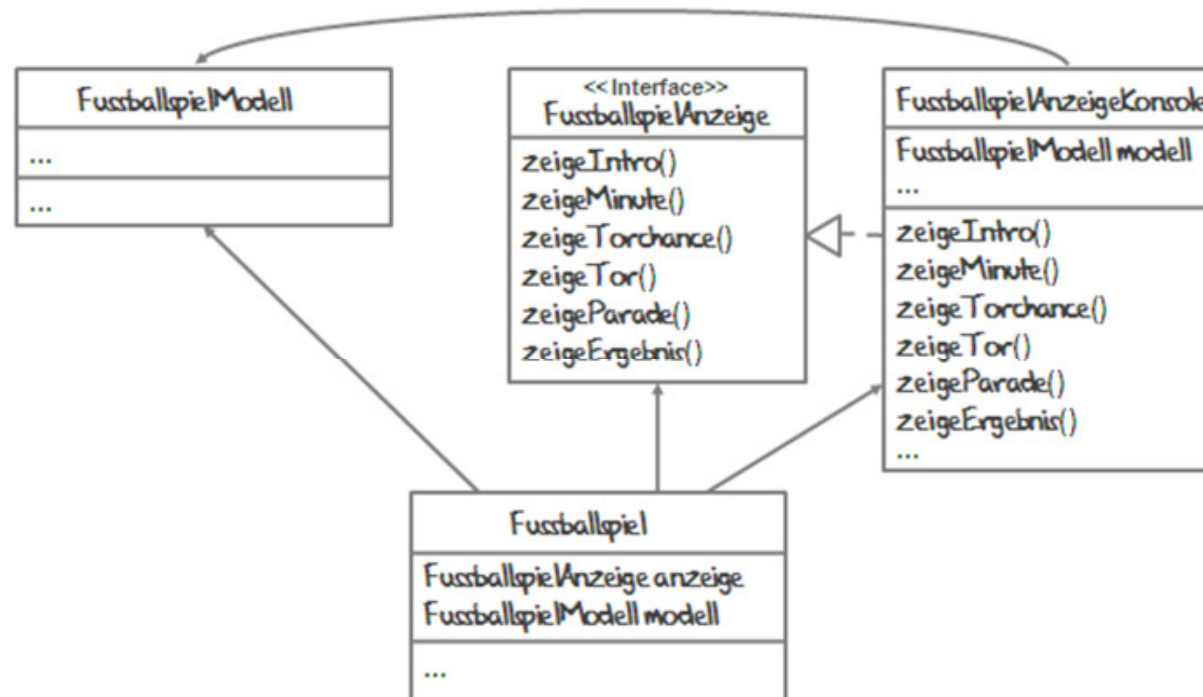 FussballspielModell
...
...
<<Interface>>
FussballspielAnzeige
zeigeIntro()
zeigeMinute()
zeigeTorchance()
zeigeTor()
zeigeParade()
zeigeErgebnis()
FussballspielAnzeigeKonsole
FussballspielModell modell
...
zeigeIntro()
zeigeMinute()
zeigeTorchance()
zeigeTor()
zeigeParade()
zeigeErgebnis()
...
Fussballspiel
FussballspielAnzeige anzeige
FussballspielModell modell
...